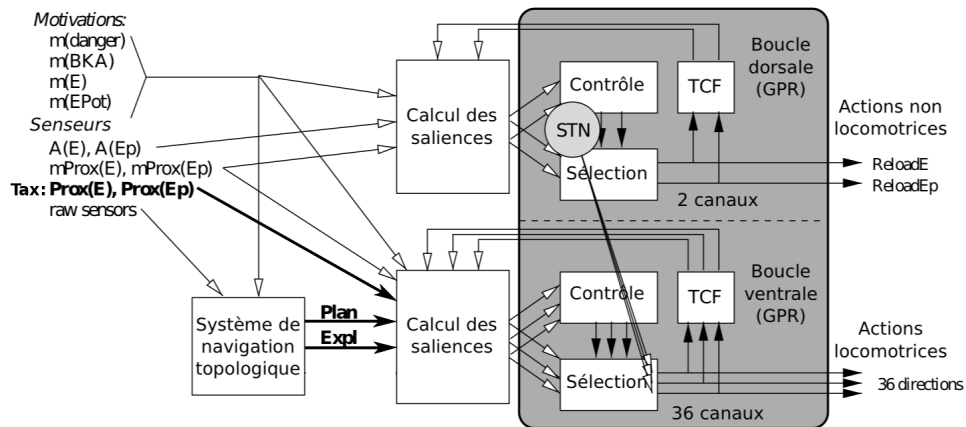 Motivations:
m(danger)
m(BKA)
m(E)
m(EPot)
Senseurs
A(E), A(Ep)
mProx(E), mProx(Ep)
Tax: Prox(E), Prox(Ep)
raw sensors
Système de
navigation
topologique
Plan
Expl
Calcul des
saliences
Contrôle
STN
Sélection
TCF
Boucle
dorsale
(GPR)
2 canaux
Actions non
locomotrices
ReloadE
ReloadEp
Calcul des
saliences
Contrôle
Sélection
TCF
Boucle
ventrale
(GPR)
36 canaux
Actions
locomotrices
36 directions